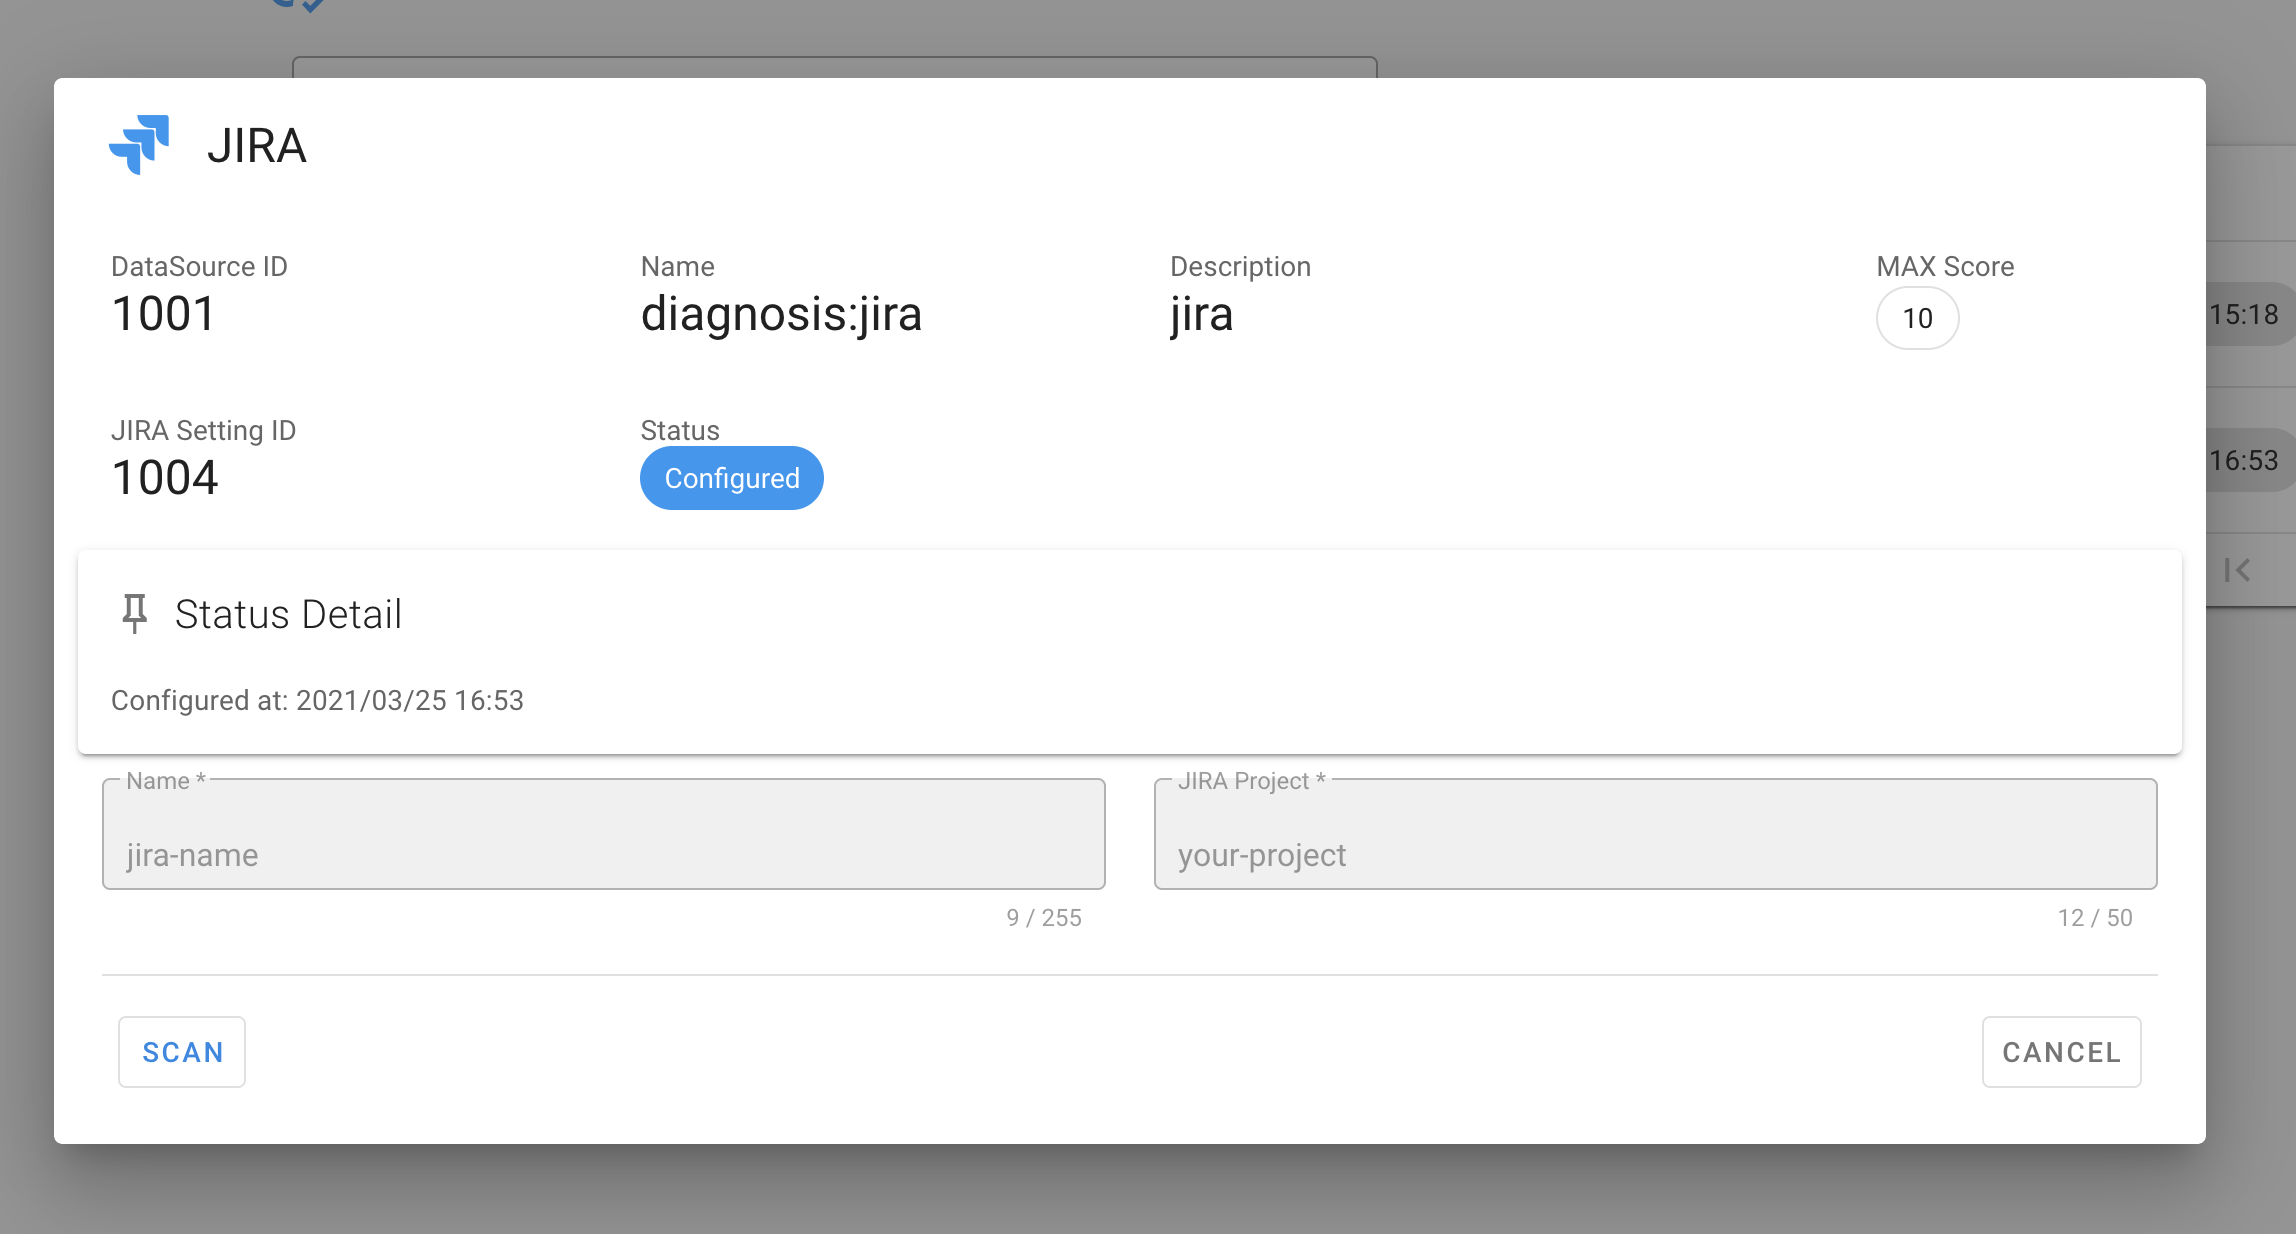 JIRA
DataSource ID
1001
Name
diagnosis:jira
Description
jira
MAX Score
10
15:18
JIRA Setting ID
1004
Status
Configured
16:53
Status Detail
Configured at: 2021/03/25 16:53
Name *
jira-name
9 / 255
JIRA Project *
your-project
12 / 50
SCAN
CANCEL